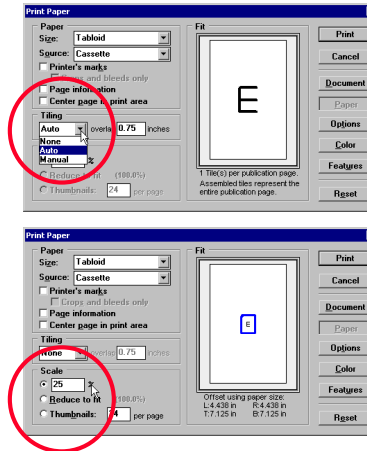 Print Paper
Paper
Size: Tabloid
Source: Cassette
Printer's marks
Crops and bleeds only
Page information
Center page in print area
Tiling
Auto overlap 0.75 inches
None
Auto
Manual
%
Reduce to fit (100.0%)
Thumbnails: 24 per page
Fit
E
1 Tile(s) per publication page.
Assembled tiles represent the
entire publication page.
Print
Cancel
Document
Paper
Options
Color
Features
Reset
Print Paper
Paper
Size: Tabloid
Source: Cassette
Printer's marks
Crops and bleeds only
Page information
Center page in print area
Tiling
None overlap 0.75 inches
Scale
25 %
Reduce to fit (100.0%)
Thumbnails: 4 per page
Fit
E
Offset using paper size:
L:4.438 in R:4.438 in
T:7.125 in B:7.125 in
Print
Cancel
Document
Paper
Options
Color
Features
Reset